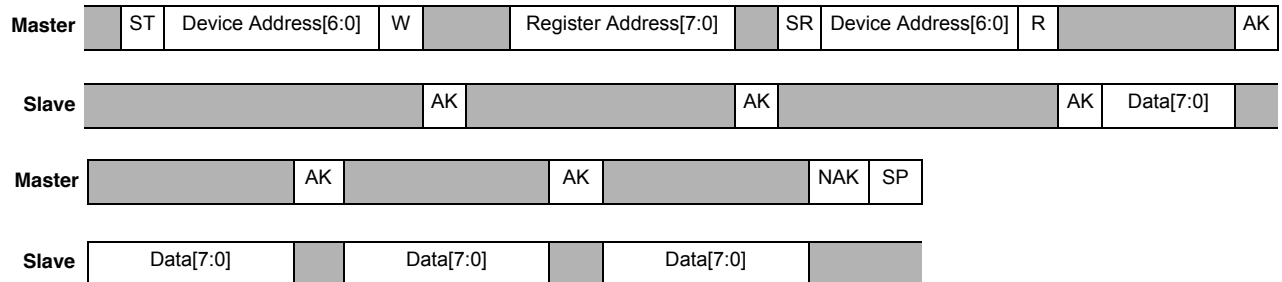 Master ST Device Address[6:0] W Register Address[7:0] SR Device Address[6:0] R AK
Slave AK AK AK Data[7:0]
Master AK AK NAK SP
Slave Data[7:0] Data[7:0] Data[7:0]